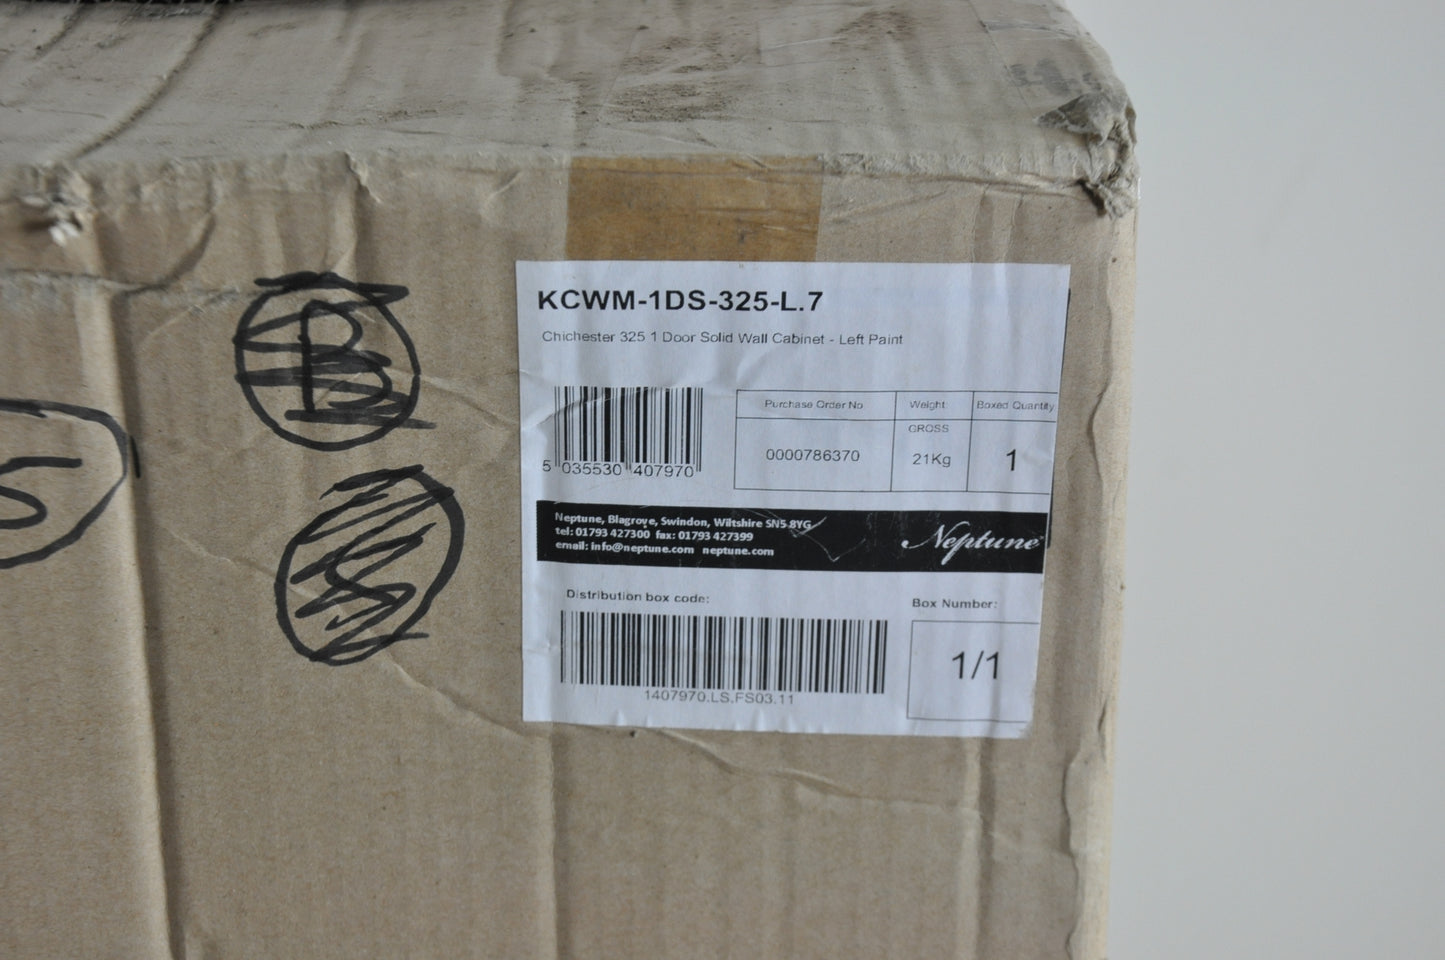 KCWM-1DS-325-L.7
Chichester 325 1 Door Solid Wall Cabinet - Left Paint
Purchase Order No Weight Boxed Quantity
GROSS
0000786370 21Kg 1
5 035530 407970
Neptune, Blagrove, Swindon, Wiltshire SN5 8YG
tel: 01793 427300 fax: 01793 427399
email: info@neptune.com neptune.com
Neptune
Distribution box code:
Box Number:
1/1
1407970.LS.FS03.11
B
S
S